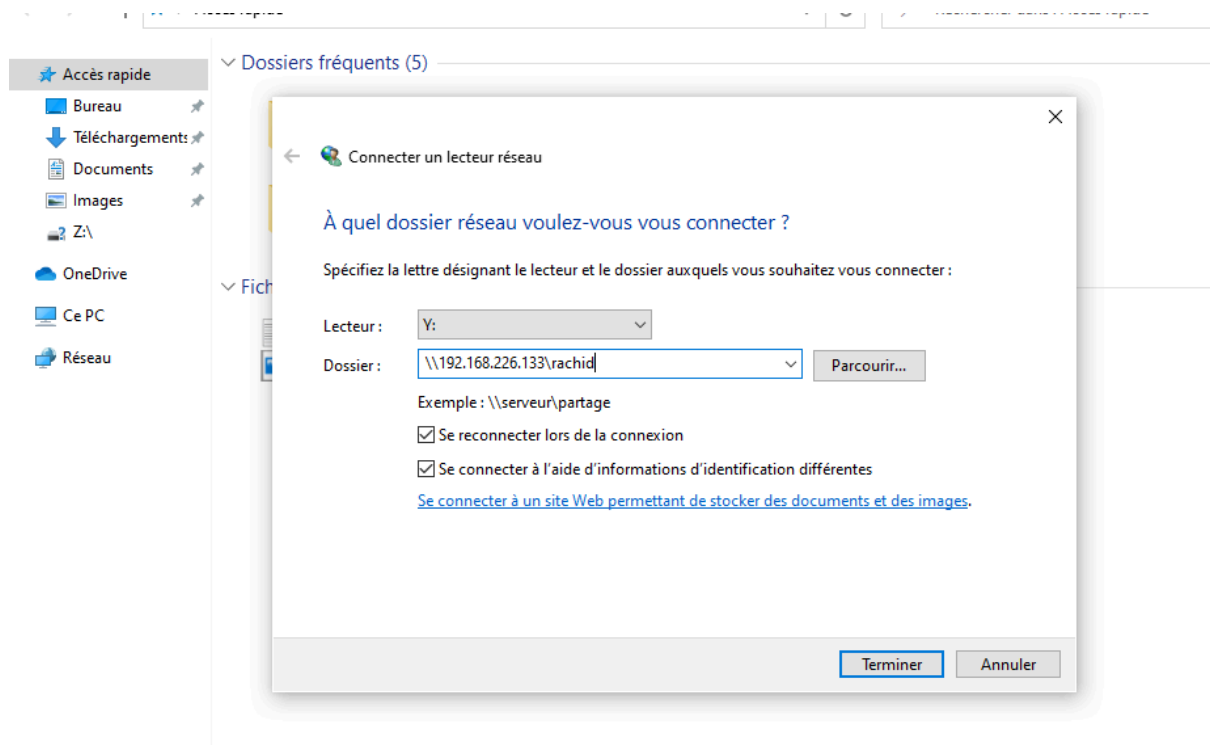 Accès rapide
Dossiers fréquents (5)
Bureau
Téléchargements
Documents
Images
Z:\
OneDrive
Ce PC
Réseau
Fich
Connecter un lecteur réseau
À quel dossier réseau voulez-vous vous connecter ?
Spécifiez la lettre désignant le lecteur et le dossier auxquels vous souhaitez vous connecter :
Lecteur : Y:
Dossier : \\192.168.226.133\rachid Parcourir...
Exemple : \\serveur\partage
Se reconnecter lors de la connexion
Se connecter à l’aide d’informations d’identification différentes
Se connecter à un site Web permettant de stocker des documents et des images.
Terminer Annuler